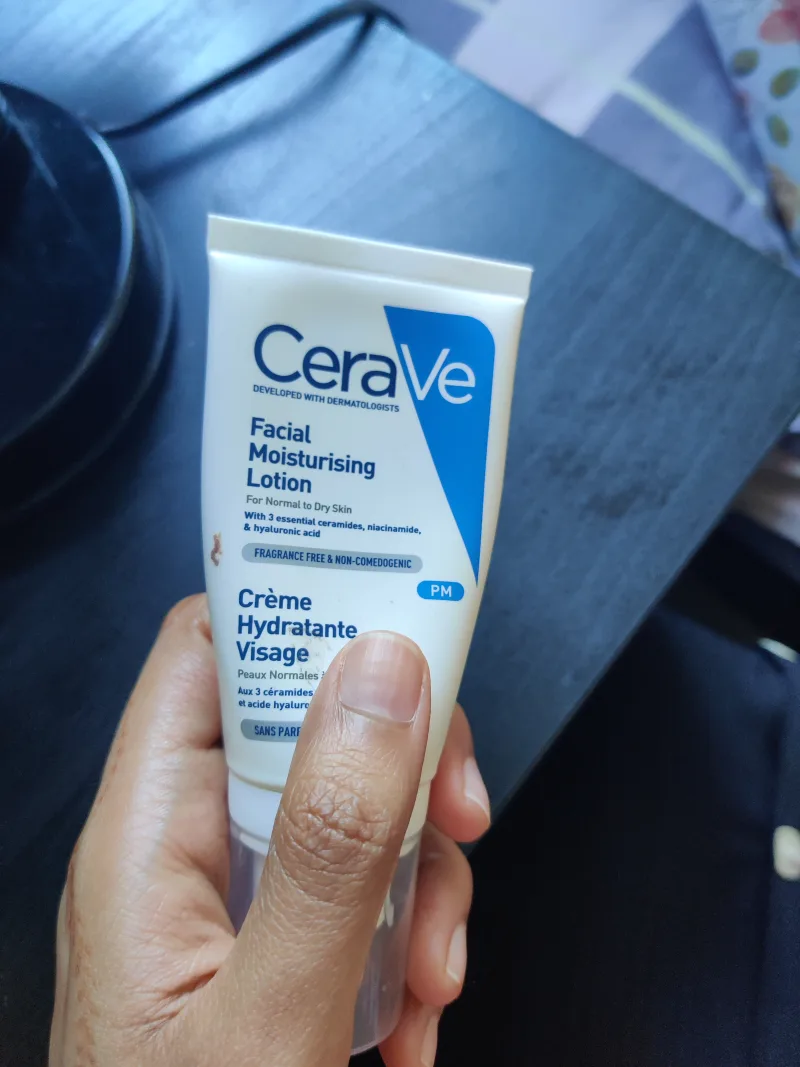 CeraVe
DEVELOPED WITH DERMATOLOGISTS
Facial
Moisturising
Lotion
For Normal to Dry Skin
With 3 essential ceramides, niacinamide,
& hyaluronic acid
FRAGRANCE FREE & NON-COMEDOGENIC
PM
Crème
Hydratante
Visage
Peaux Normales
Aux 3 céramides
et acide
SANS